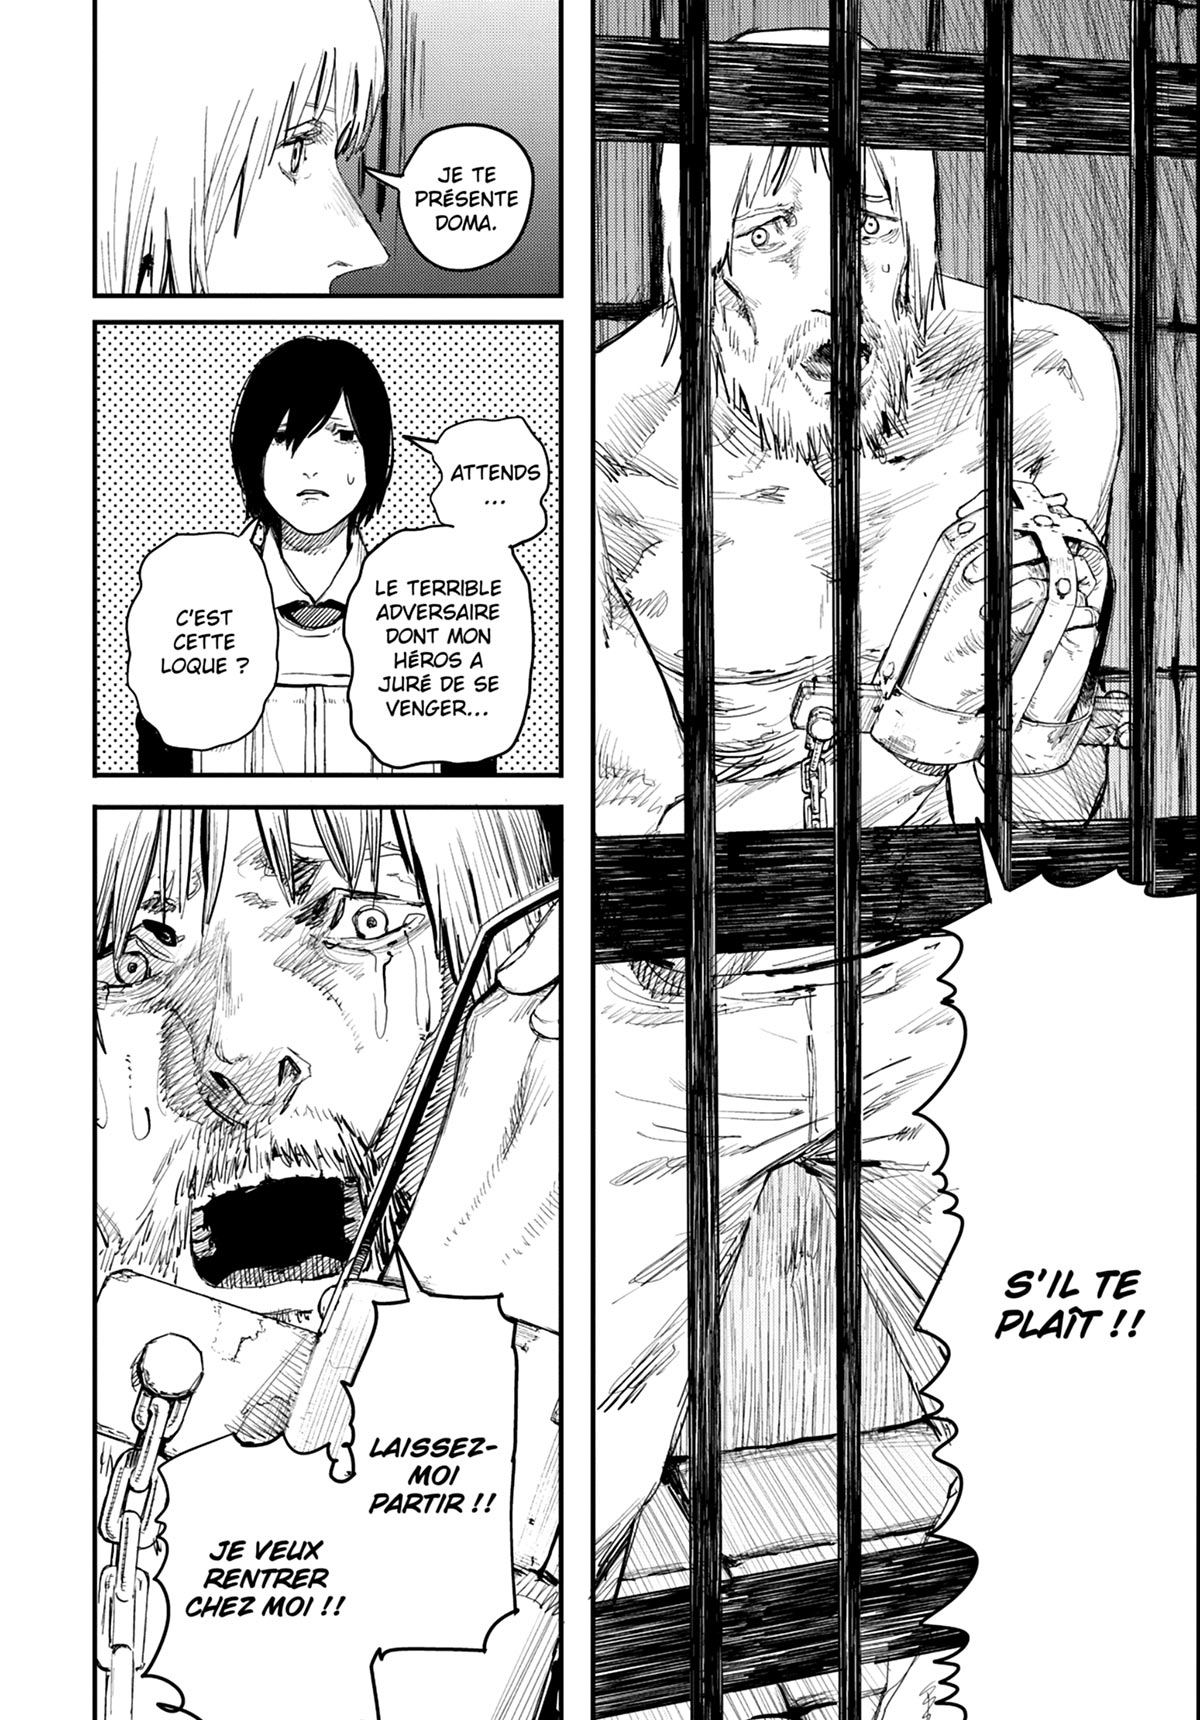 S'IL TE
PLAÎT !!
JE TE
PRÉSENTE
DOMA.
ATTENDS
...
LE TERRIBLE
ADVERSAIRE
DONT MON
HÉROS A
JURÉ DE SE
VENGER...
C'EST
CETTE
LOQUE ?
LAISSEZ-
MOI
PARTIR !!
JE VEUX
RENTRER
CHEZ MOI !!